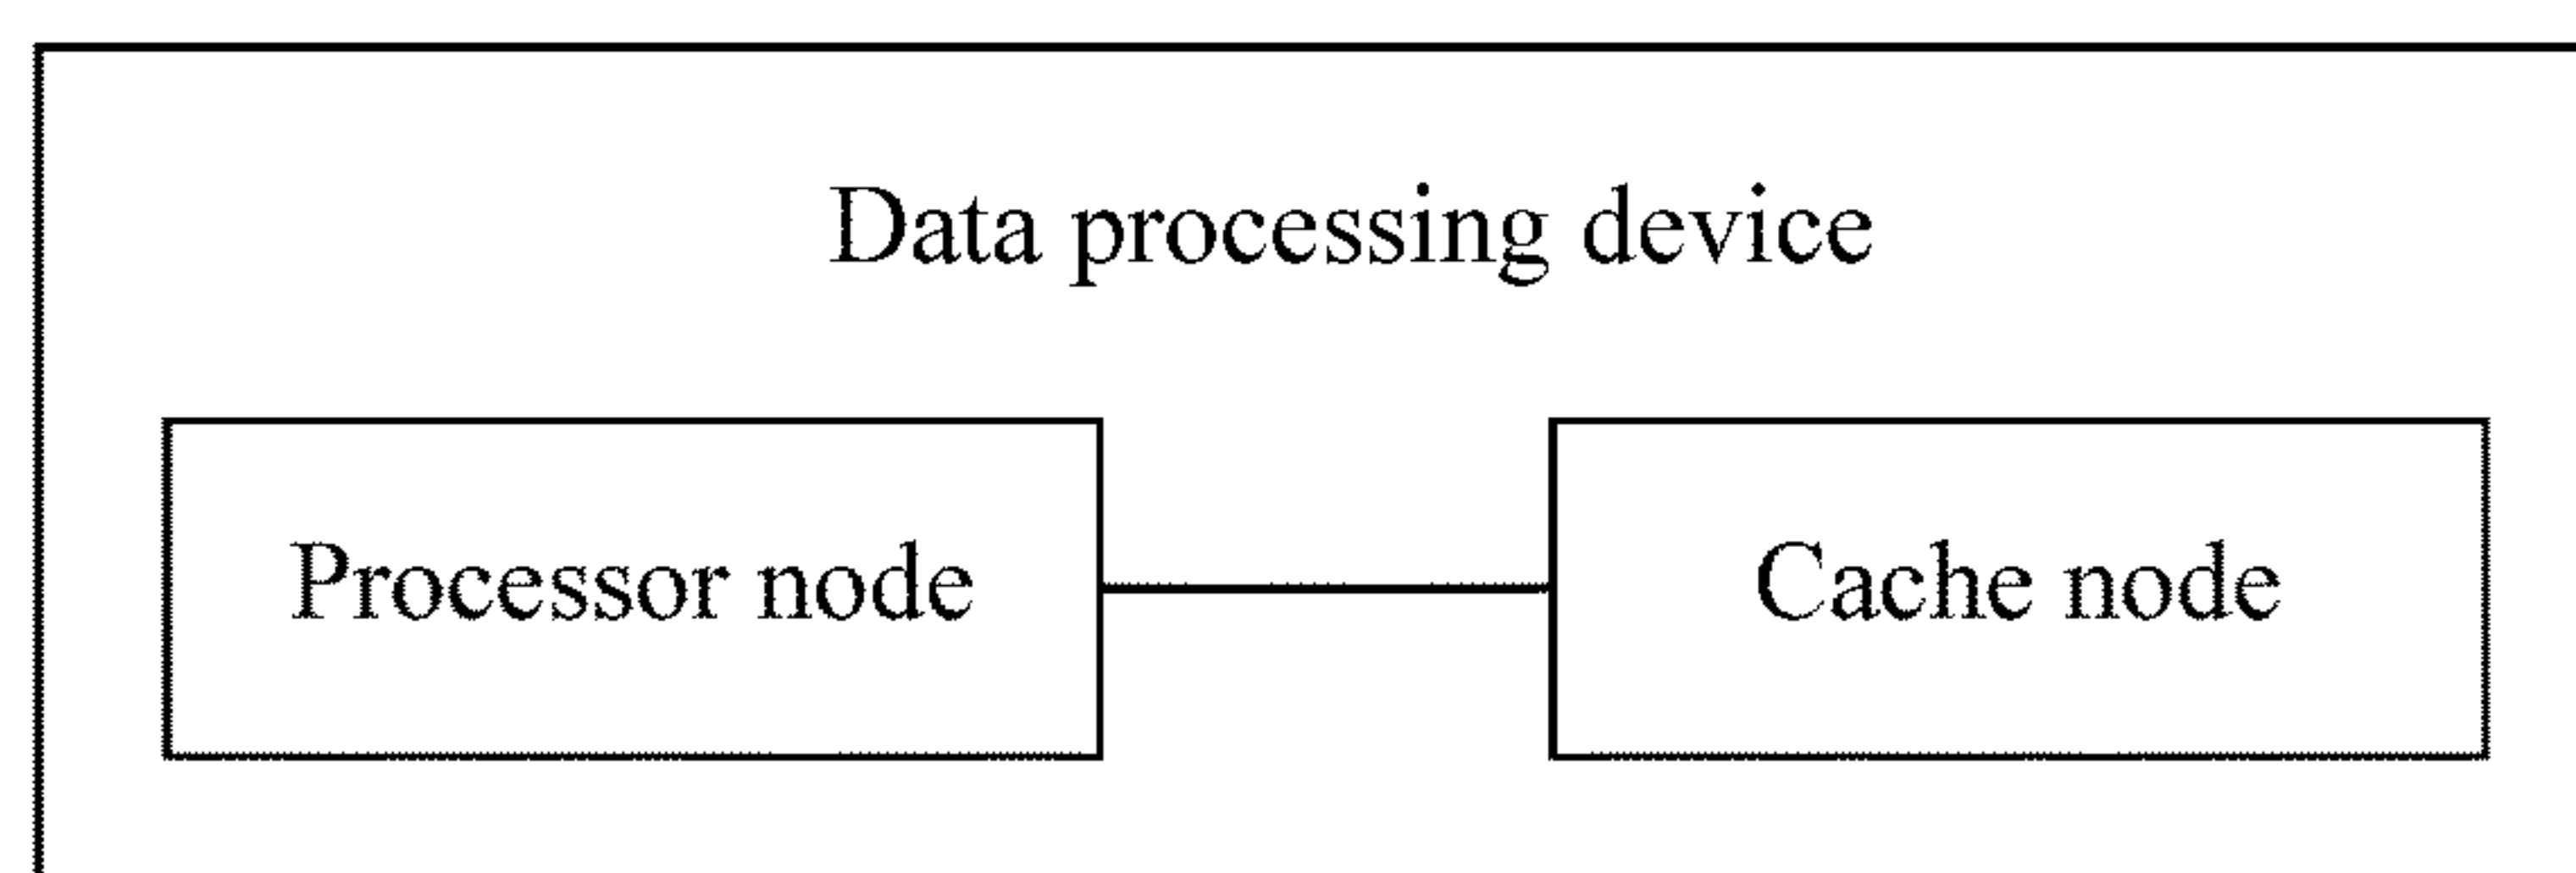 Data processing device
Processor node
Cache node